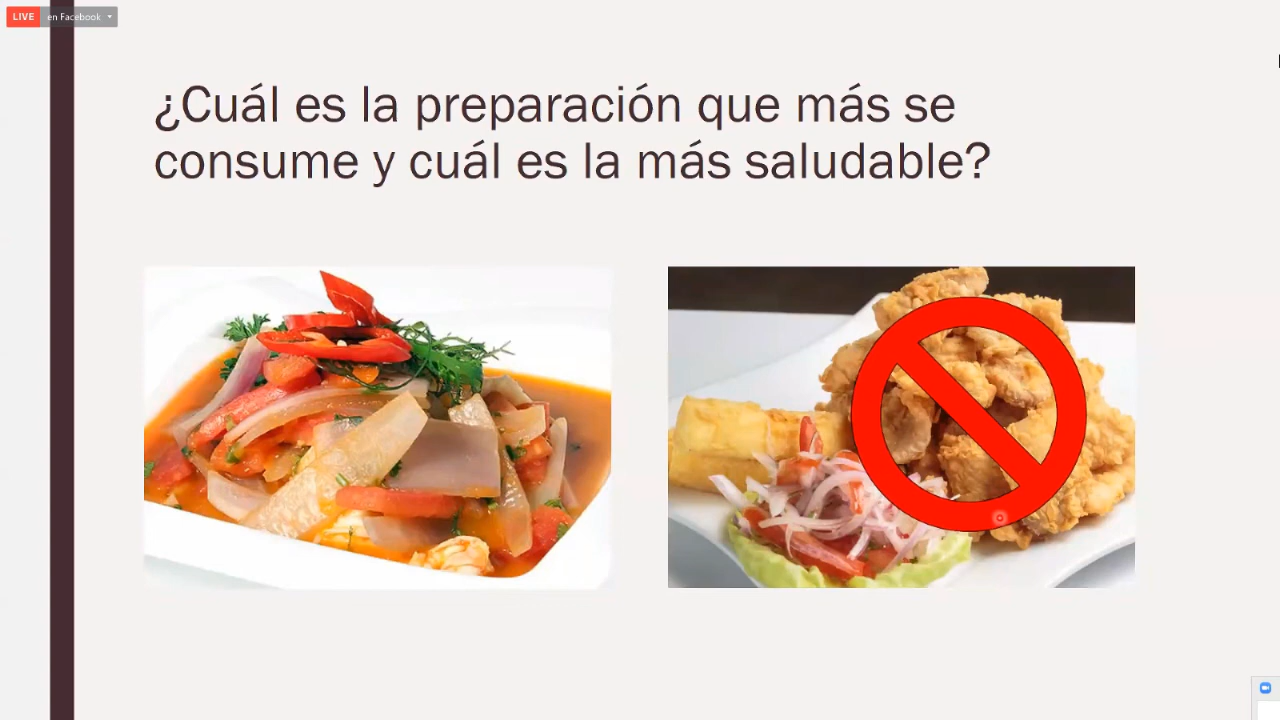 LIVE en Facebook
¿Cuál es la preparación que más se
consume y cuál es la más saludable?